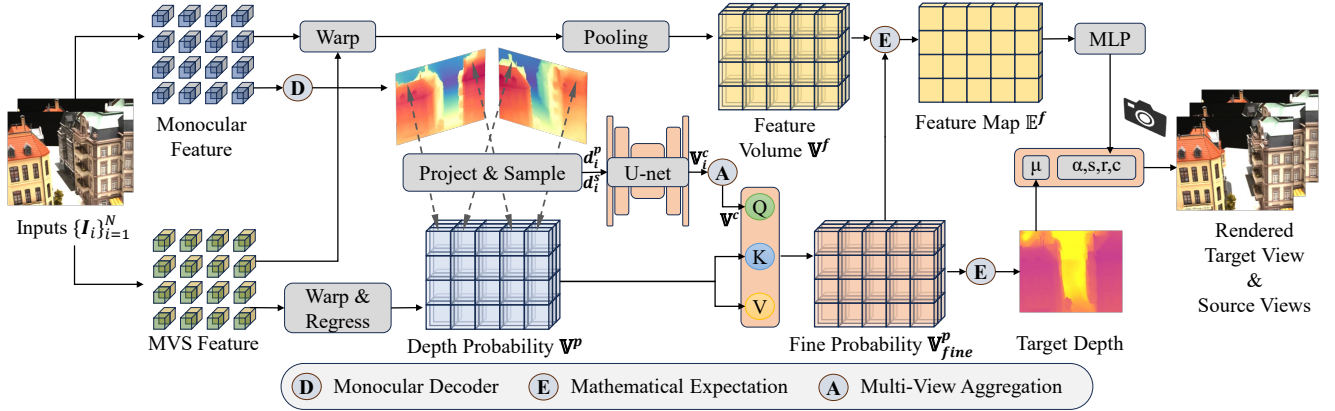 Inputs {I_i}_{i=1}^N
Monocular
Feature
D
Warp
Pooling
Feature
Volume 𝕍^f
E
Feature Map 𝔼^f
MLP
Project & Sample
d_i^p
d_i^s
U-net
𝕍_i^c
A
𝕍^c
Q
K
V
μ
α,s,r,c
Rendered
Target View
&
Source Views
MVS Feature
Warp &
Regress
Depth Probability 𝕍^p
Fine Probability 𝕍_{fine}^p
E
Target Depth
D Monocular Decoder
E Mathematical Expectation
A Multi-View Aggregation